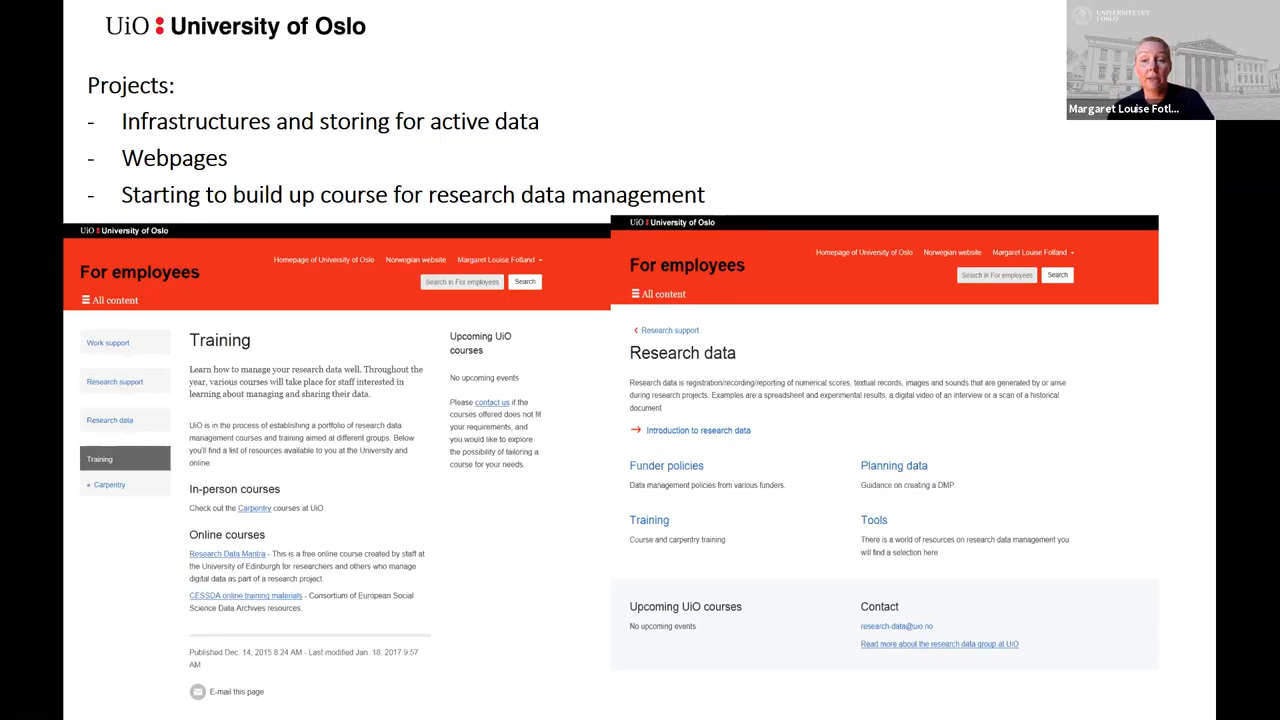 UiO : University of Oslo
UNIVERSITETET
I OSLO
Margaret Louise Fotl...
Projects:
- Infrastructures and storing for active data
- Webpages
- Starting to build up course for research data management
UiO : University of Oslo
For employees
Homepage of University of Oslo Norwegian website Margaret Louise Fotland
Search in For employees Search
All content
Work support
Research support
Research data
Training
Carpentry
Training
Learn how to manage your research data well. Throughout the
year, various courses will take place for staff interested in
learning about managing and sharing their data.
UiO is in the process of establishing a portfolio of research data
management courses and training aimed at different groups. Below
you'll find a list of resources available to you at the University and
online.
In-person courses
Check out the Carpentry courses at UiO
Online courses
Research Data Mantra - This is a free online course created by staff at
the University of Edinburgh for researchers and others who manage
digital data as part of a research project.
CESSDA online training materials - Consortium of European Social
Science Data Archives resources.
Published Dec. 14, 2015 8:24 AM - Last modified Jan. 18, 2017 9:57
AM
E-mail this page
Upcoming UiO
courses
No upcoming events
Please contact us if the
courses offered does not fit
your requirements, and
you would like to explore
the possibility of tailoring a
course for your needs.
UiO : University of Oslo
For employees
Homepage of University of Oslo Norwegian website Margaret Louise Fotland
Search in For employees Search
All content
Research support
Research data
Research data is registration/recording/reporting of numerical scores, textual records, images and sounds that are generated by or arise
during research projects. Examples are a spreadsheet and experimental results, a digital video of an interview or a scan of a historical
document
Introduction to research data
Funder policies
Data management policies from various funders.
Planning data
Guidance on creating a DMP.
Training
Course and carpentry training.
Tools
There is a world of resources on research data management you
will find a selection here
Upcoming UiO courses
No upcoming events
Contact
research-data@uio.no
Read more about the research data group at UiO